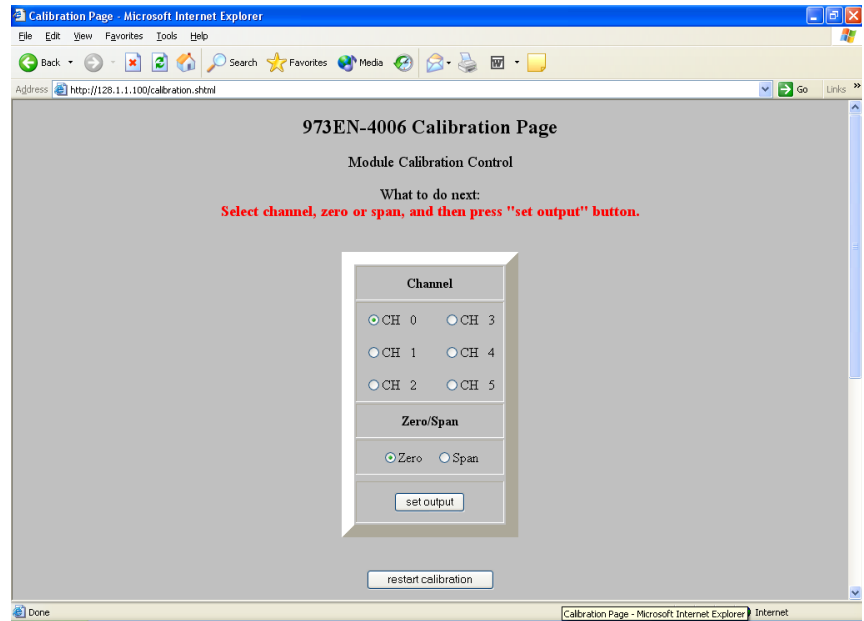 Calibration Page - Microsoft Internet Explorer
File Edit View Favorites Tools Help
Back Search Favorites Media
Address http://128.1.1.100/calibration.shtml Go Links »
973EN-4006 Calibration Page
Module Calibration Control
What to do next:
Select channel, zero or span, and then press "set output" button.
Channel
CH 0 CH 3
CH 1 CH 4
CH 2 CH 5
Zero/Span
Zero Span
set output
restart calibration
Done Calibration Page - Microsoft Internet Explorer Internet